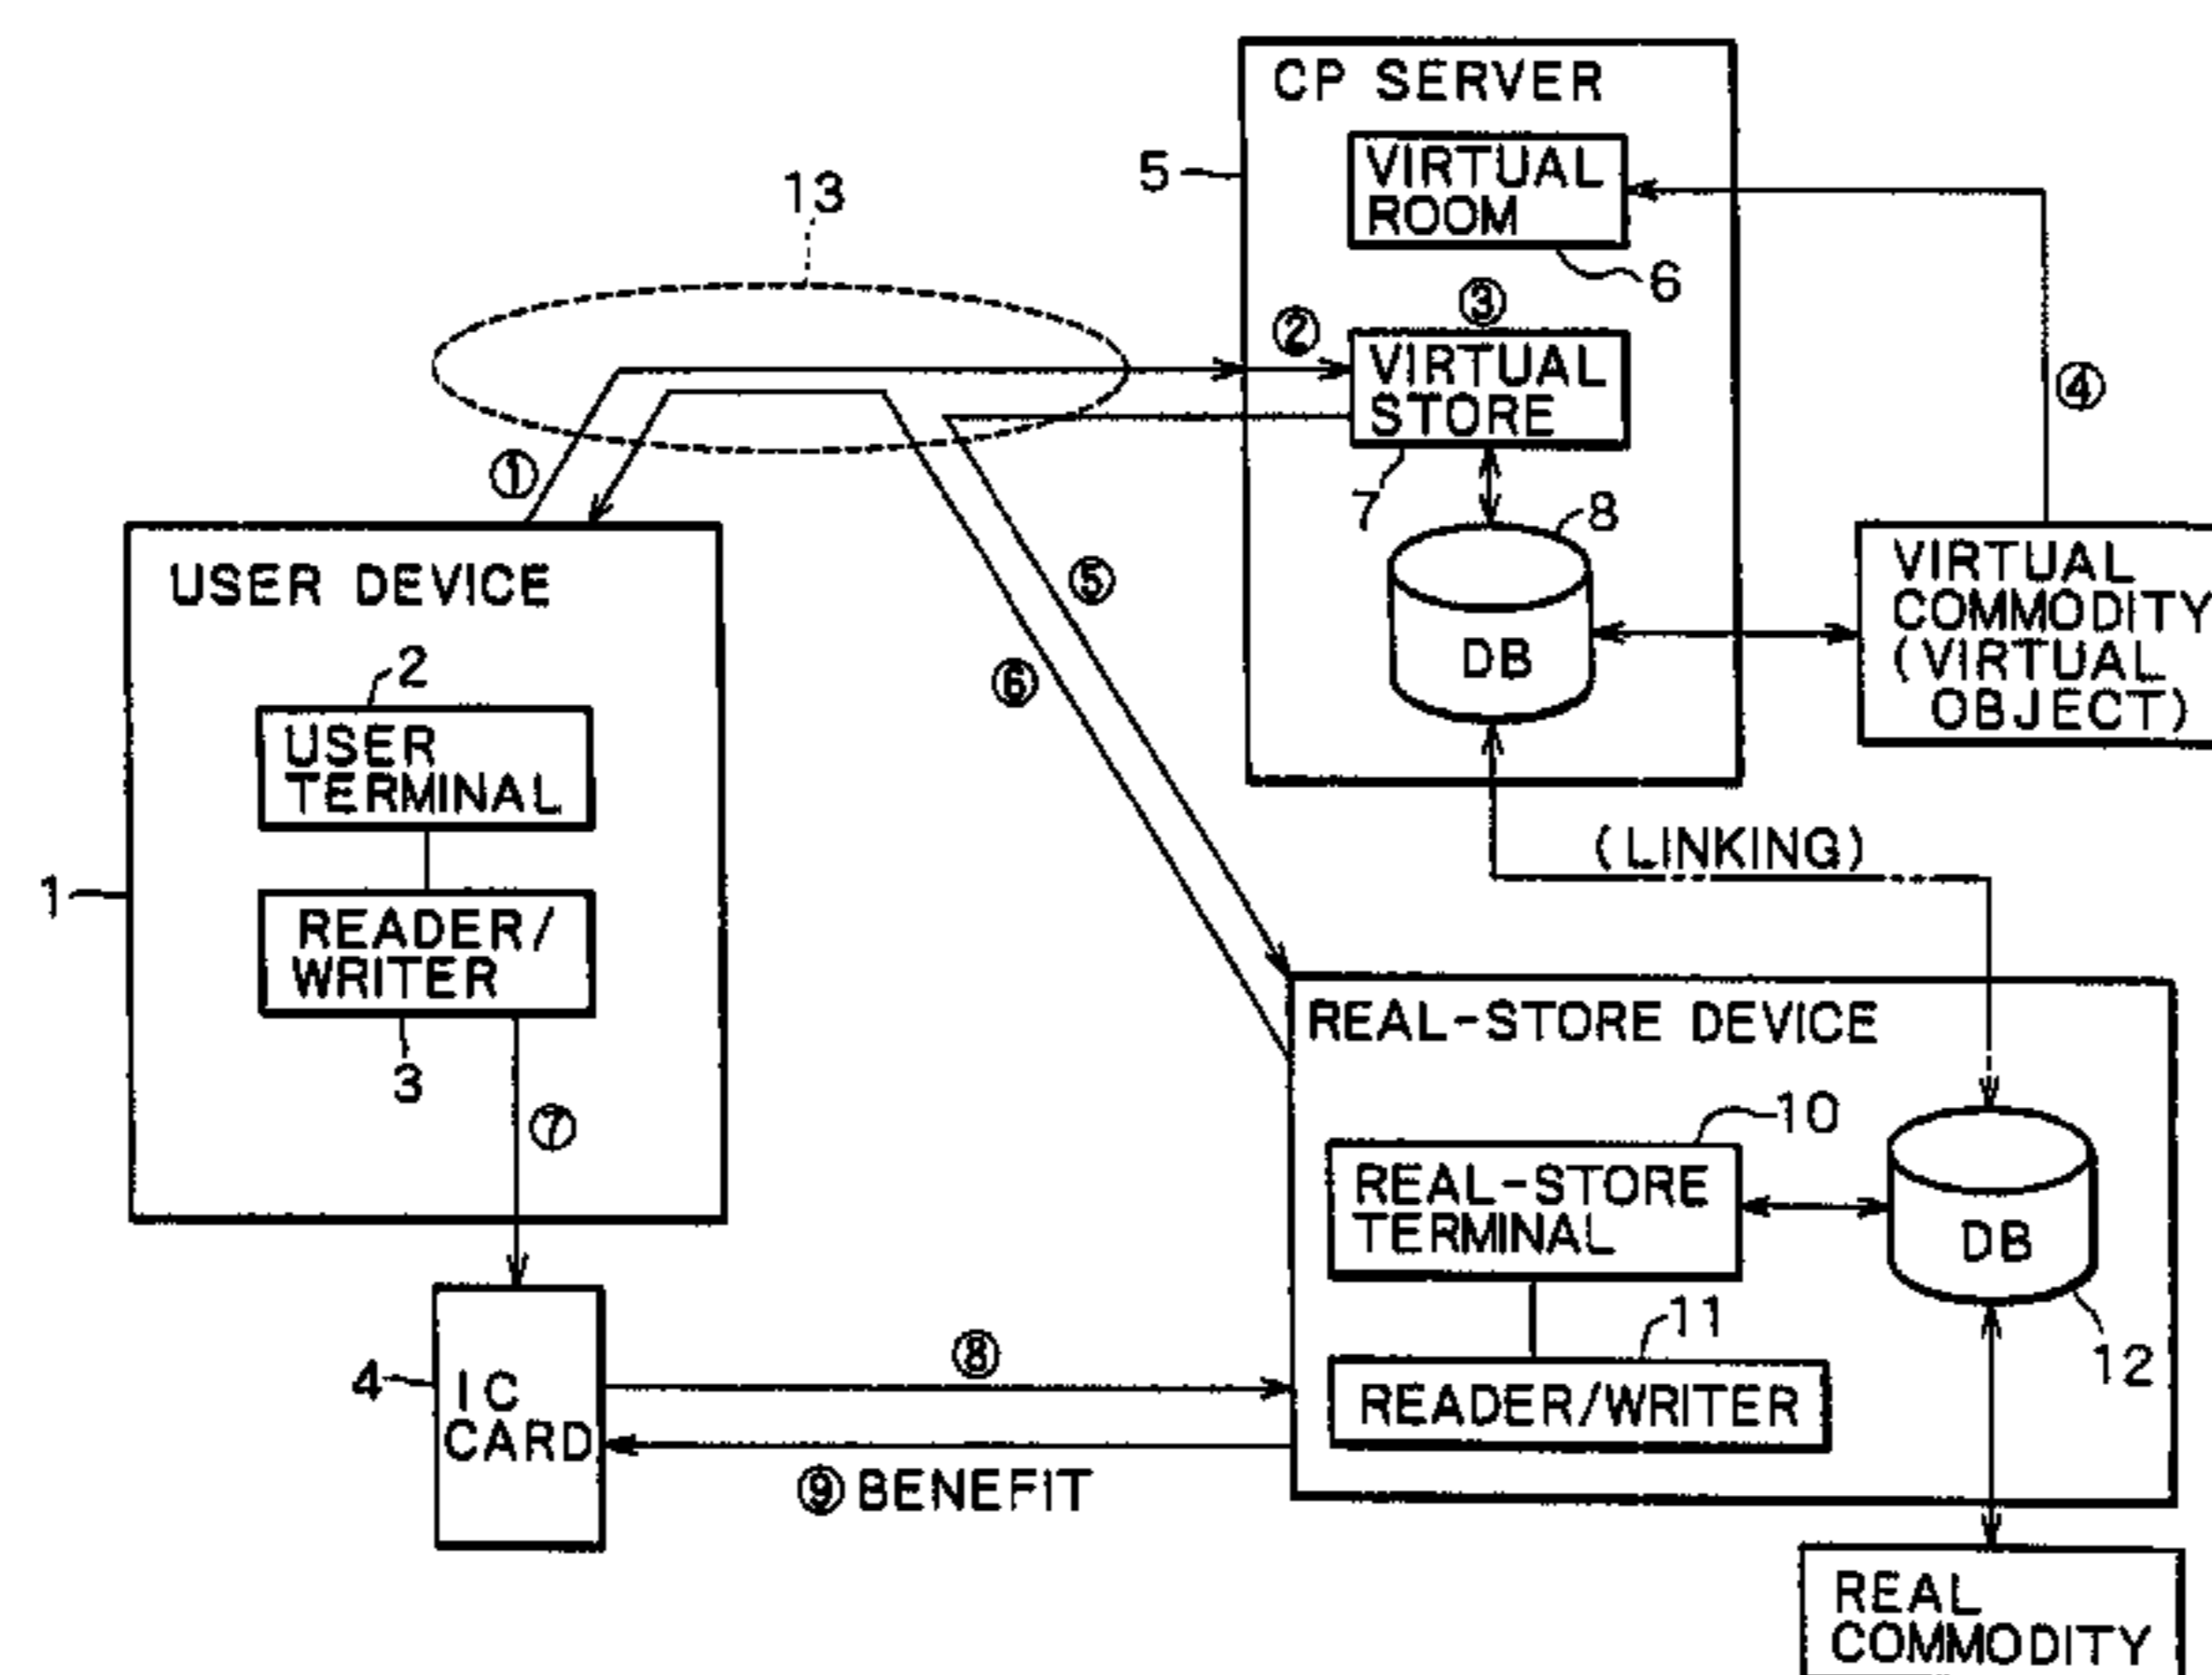 CP SERVER
5
VIRTUAL
ROOM
6
13
③
②
VIRTUAL
STORE
7
④
①
8
DB
VIRTUAL
COMMODITY
(VIRTUAL
OBJECT)
⑤
⑥
USER DEVICE
2
USER
TERMINAL
1
READER/
WRITER
3
⑦
(LINKING)
REAL-STORE DEVICE
10
REAL-STORE
TERMINAL
DB
11
12
READER/WRITER
4
IC
CARD
⑧
⑨ BENEFIT
REAL
COMMODITY